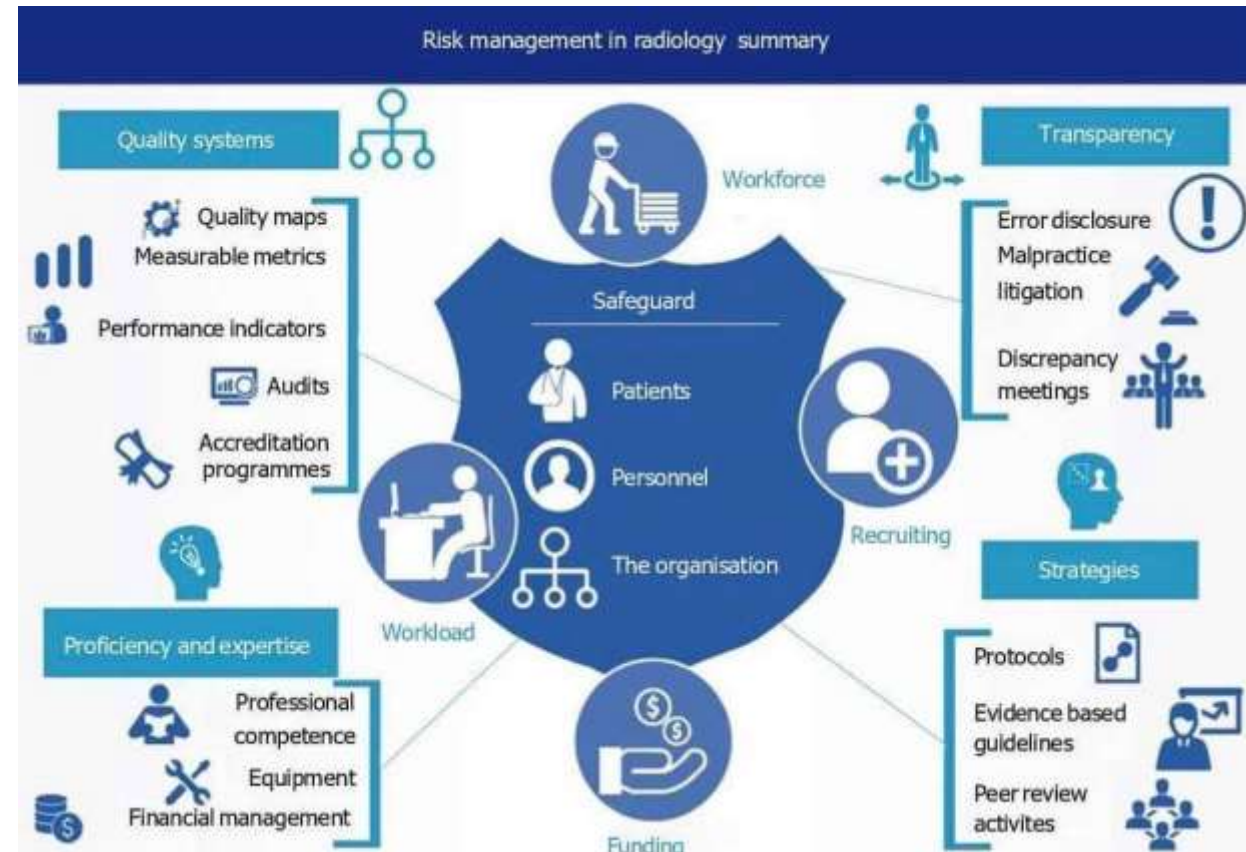 Risk management in radiology summary
Quality systems
Quality maps
Measurable metrics
Performance indicators
Audits
Accreditation
programmes
Proficiency and expertise
Professional
competence
Equipment
Financial management
Workforce
Safeguard
Patients
Personnel
The organisation
Workload
Recruiting
Funding
Transparency
Error disclosure
Malpractice
litigation
Discrepancy
meetings
Strategies
Protocols
Evidence based
guidelines
Peer review
activites